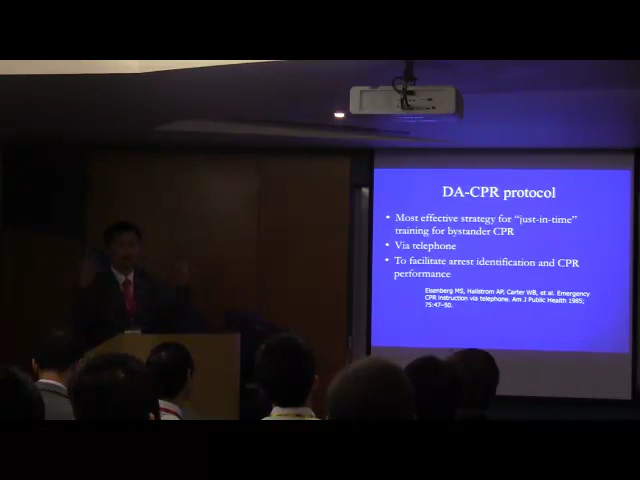 DA-CPR protocol
• Most effective strategy for “just-in-time”
training for bystander CPR
• Via telephone
• To facilitate arrest identification and CPR
performance
Eisenberg MS, Hallstrom AP, Carter WB, et al. Emergency
CPR instruction via telephone. Am J Public Health 1985;
75:47–50.